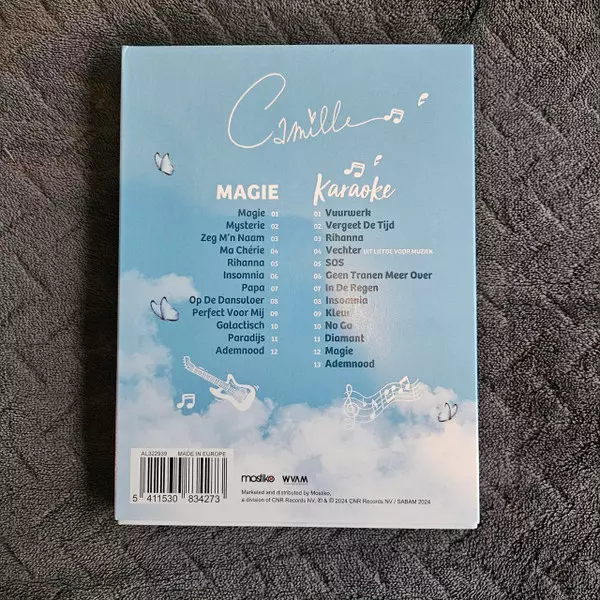 Camille
MAGIE
Magie 01
Mysterie 02
Zeg M'n Naam 03
Ma Chérie 04
Rihanna 05
Insomnia 06
Papa 07
Op De Dansvloer 08
Perfect Voor Mij 09
Galactisch 10
Paradijs 11
Ademnood 12
Karaoke
01 Vuurwerk
02 Vergeet De Tijd
03 Rihanna
04 Vechter UIT LIEFDE VOOR MUZIEK
05 SOS
06 Geen Tranen Meer Over
07 In De Regen
08 Insomnia
09 Kleur
10 No Go
11 Diamant
12 Magie
13 Ademnood
AL322939 MADE IN EUROPE
5 411530 834273
mostiko WVAM
Marketed and distributed by Mostiko,
a division of CNR Records NV, ℗ & © 2024 CNR Records NV / SABAM 2024